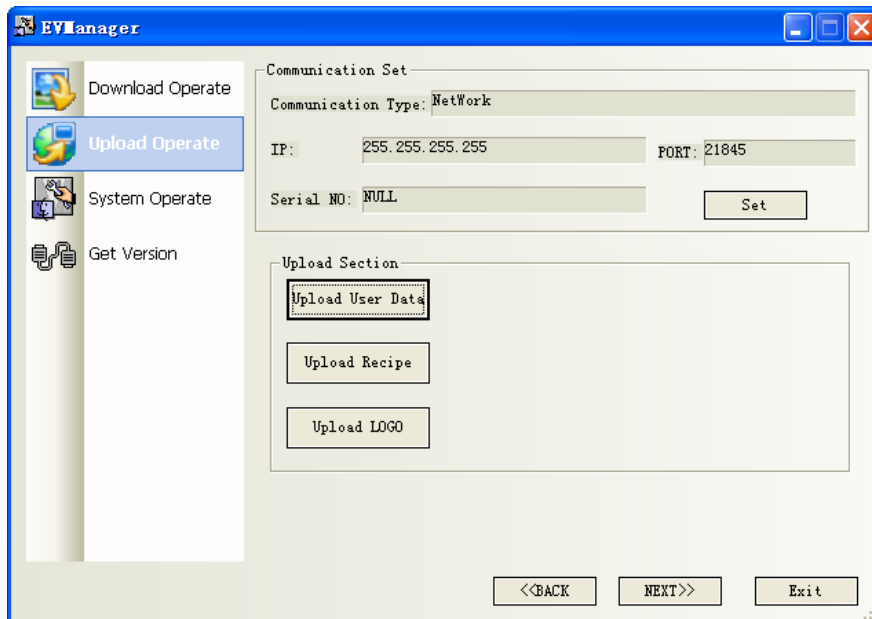 EVManager
Download Operate
Upload Operate
System Operate
Get Version
Communication Set
Communication Type: NetWork
IP: 255.255.255.255 PORT: 21845
Serial NO: NULL Set
Upload Section
Upload User Data
Upload Recipe
Upload LOGO
<<BACK NEXT>> Exit